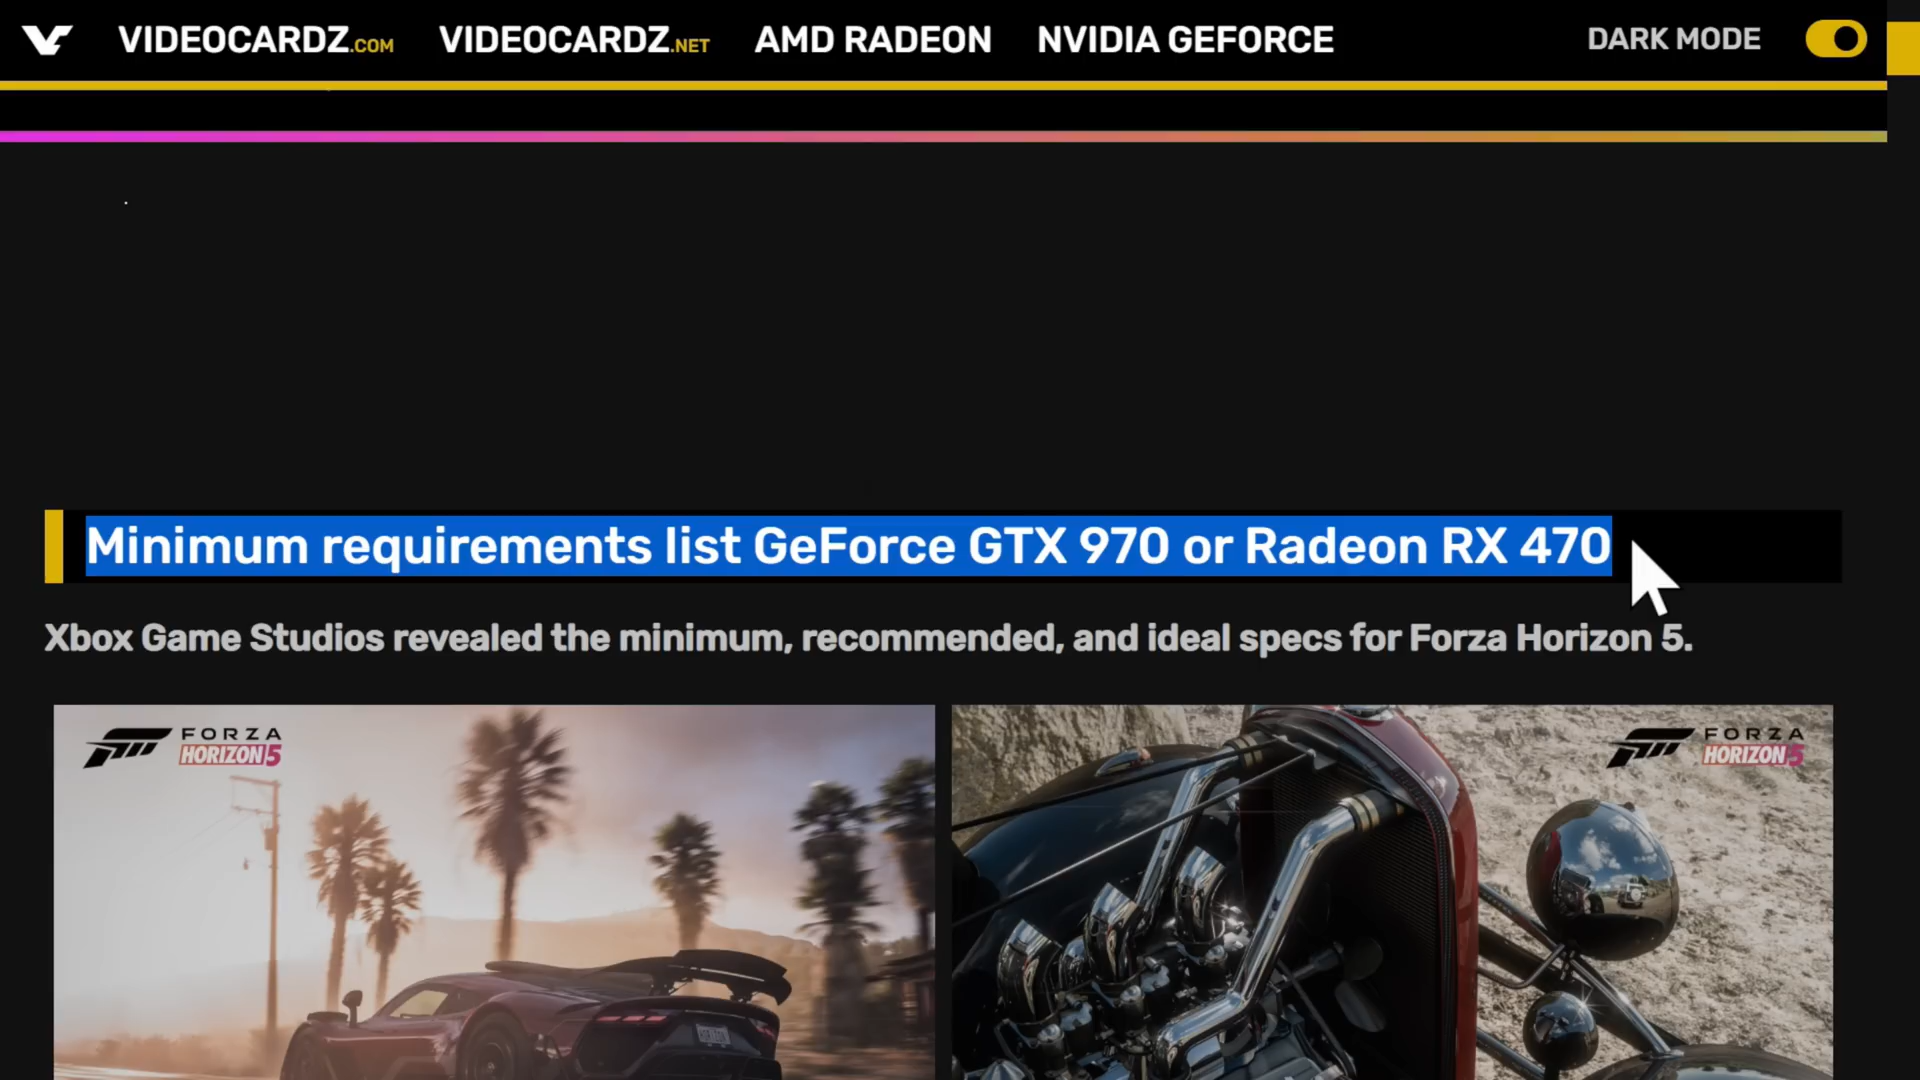 VIDEOCARDZ.COM VIDEOCARDZ.NET AMD RADEON NVIDIA GEFORCE DARK MODE
Minimum requirements list GeForce GTX 970 or Radeon RX 470
Xbox Game Studios revealed the minimum, recommended, and ideal specs for Forza Horizon 5.
FORZA
HORIZON 5
FORZA
HORIZON 5